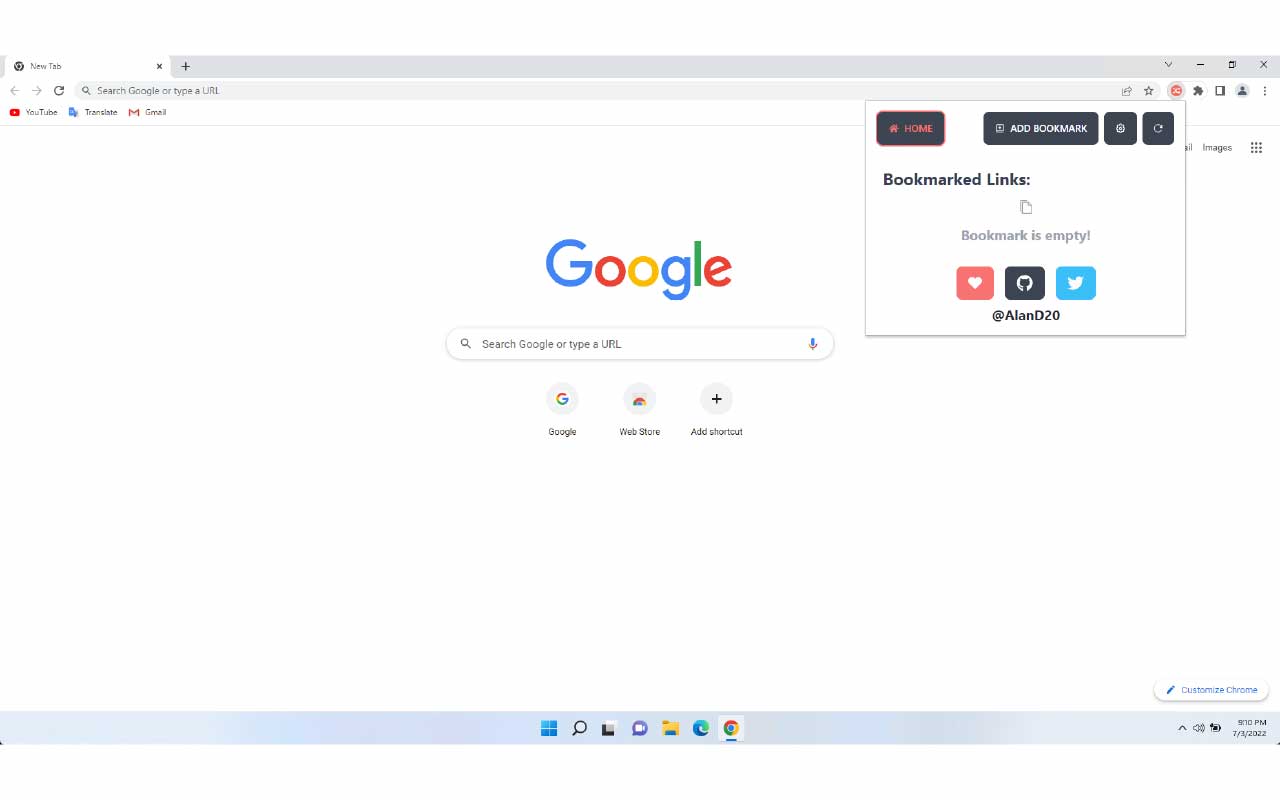 New Tab
Search Google or type a URL
YouTube
Translate
Gmail
HOME
ADD BOOKMARK
Images
Bookmarked Links:
Bookmark is empty!
@AlanD20
Google
Search Google or type a URL
Google
Web Store
Add shortcut
Customize Chrome
9:10 PM
7/3/2022